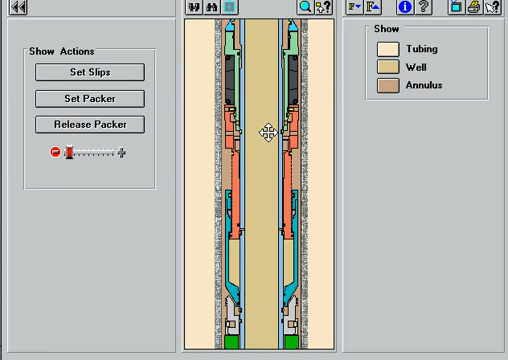 Show Actions
Set Slips
Set Packer
Release Packer
F
F
i
?
?
?
Show
Tubing
Well
Annulus